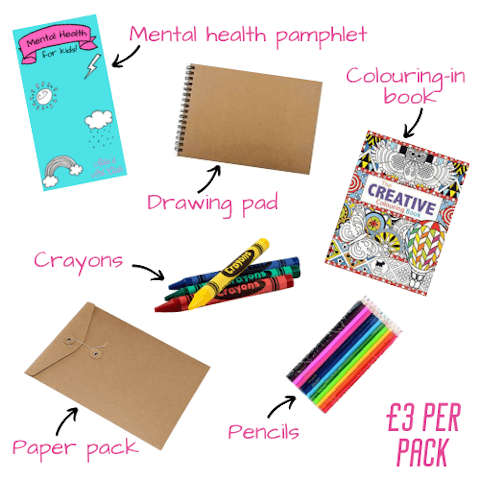 Mental Health
for kids!
Mental health pamphlet
Colouring-in
book
Drawing pad
The
CREATIVE
Colouring Book
Crayons
Crayons
Crayons
Paper pack
Pencils
£3 PER
PACK